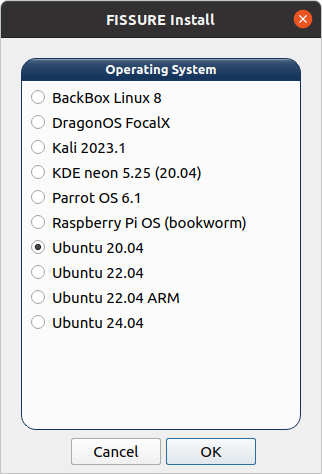 FISSURE Install
Operating System
BackBox Linux 8
DragonOS FocalX
Kali 2023.1
KDE neon 5.25 (20.04)
Parrot OS 6.1
Raspberry Pi OS (bookworm)
Ubuntu 20.04
Ubuntu 22.04
Ubuntu 22.04 ARM
Ubuntu 24.04
Cancel OK